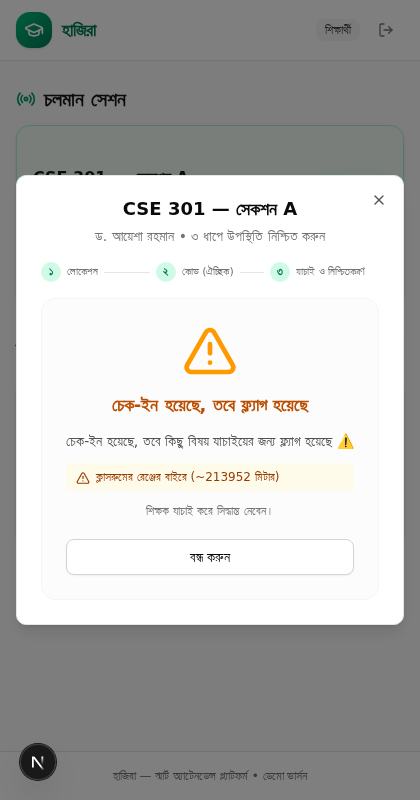 হাজিরা
শিক্ষার্থী
চলমান সেশন
CSE 301 — সেকশন A
ড. আয়েশা রহমান • ৩ ধাপে উপস্থিতি নিশ্চিত করুন
১ লোকেশন ২ কোড (ঐচ্ছিক) ৩ যাচাই ও নিশ্চিতকরণ
চেক-ইন হয়েছে, তবে ফ্ল্যাগ হয়েছে
চেক-ইন হয়েছে, তবে কিছু বিষয় যাচাইয়ের জন্য ফ্ল্যাগ হয়েছে ⚠️
ক্লাসরুমের রেঞ্জের বাইরে (~213952 মিটার)
শিক্ষক যাচাই করে সিদ্ধান্ত নেবেন।
বন্ধ করুন
N
হাজিরা — স্মার্ট অ্যাটেনডেন্স প্ল্যাটফর্ম • ডেমো ভার্সন